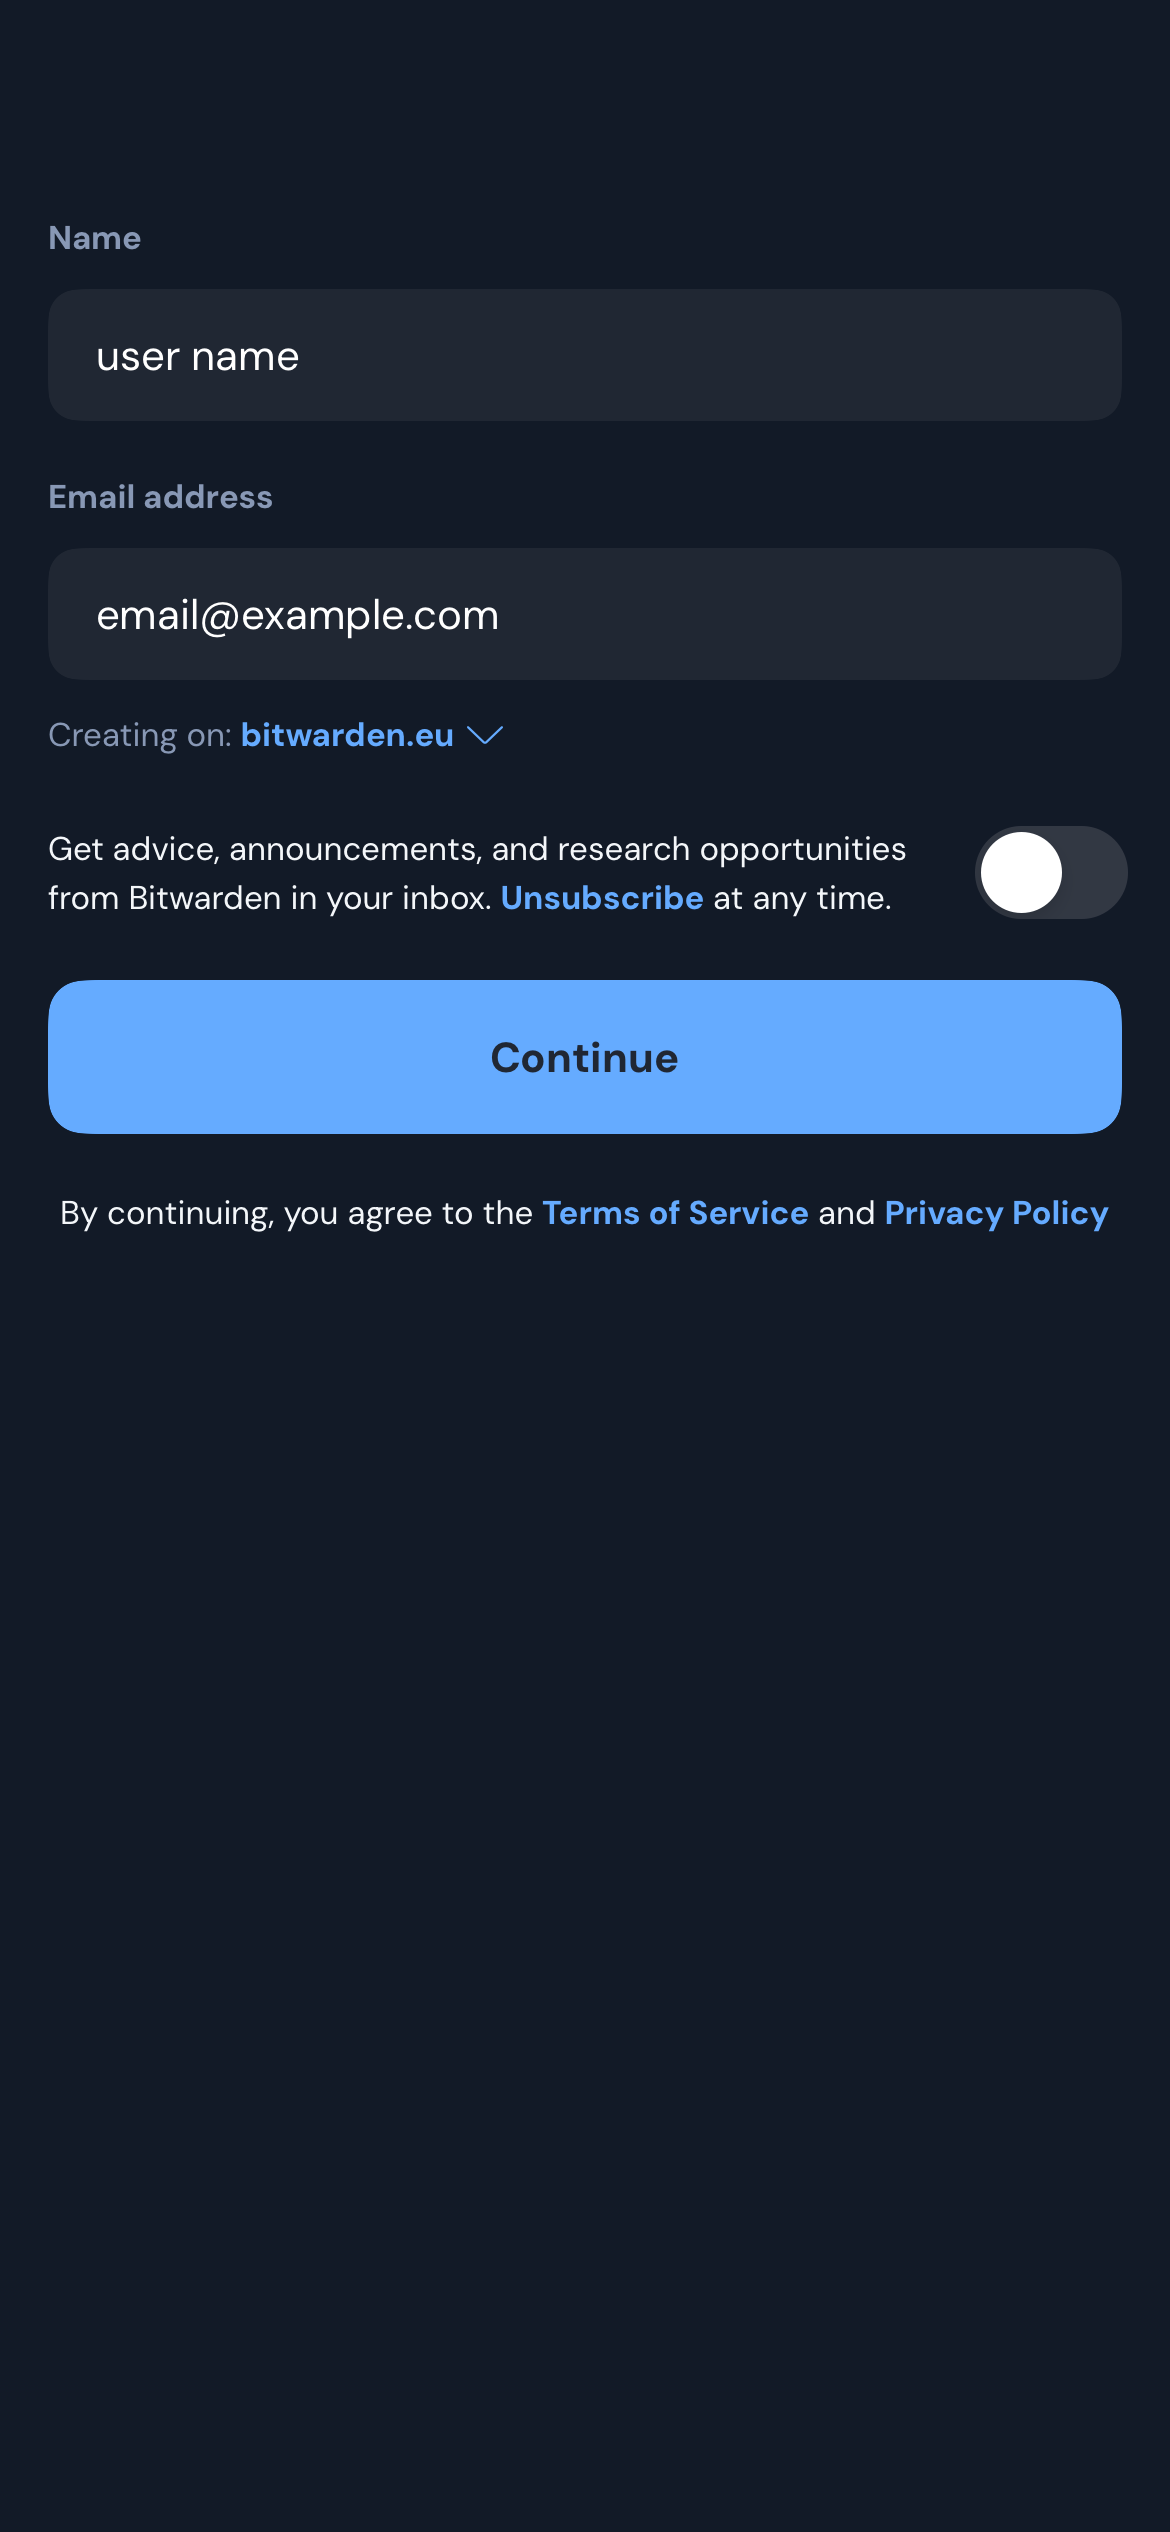 Name
user name
Email address
email@example.com
Creating on: bitwarden.eu
Get advice, announcements, and research opportunities
from Bitwarden in your inbox. Unsubscribe at any time.
Continue
By continuing, you agree to the Terms of Service and Privacy Policy